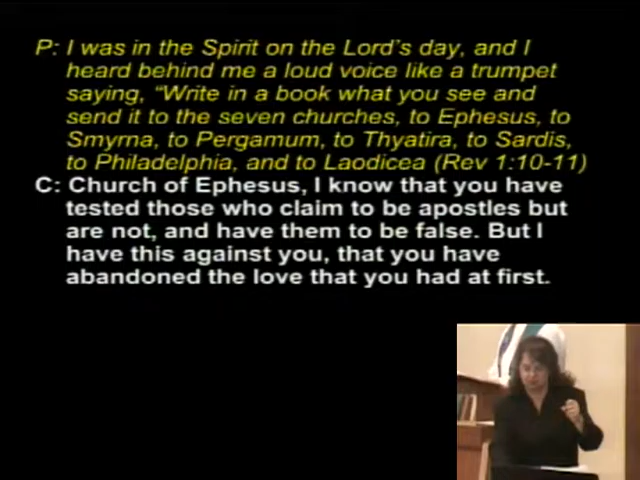 P: I was in the Spirit on the Lord's day, and I
heard behind me a loud voice like a trumpet
saying, “Write in a book what you see and
send it to the seven churches, to Ephesus, to
Smyrna, to Pergamum, to Thyatira, to Sardis,
to Philadelphia, and to Laodicea (Rev 1:10-11)
C: Church of Ephesus, I know that you have
tested those who claim to be apostles but
are not, and have them to be false. But I
have this against you, that you have
abandoned the love that you had at first.